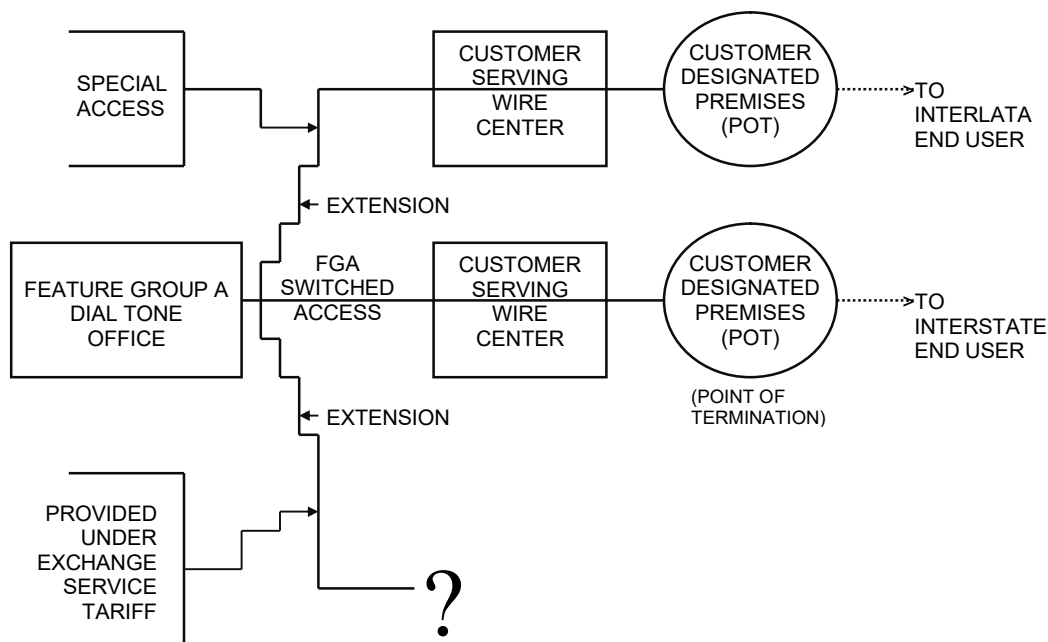 SPECIAL
ACCESS
CUSTOMER
SERVING
WIRE
CENTER
CUSTOMER
DESIGNATED
PREMISES
(POT)
>TO
INTERLATA
END USER
EXTENSION
FEATURE GROUP A
DIAL TONE
OFFICE
FGA
SWITCHED
ACCESS
CUSTOMER
SERVING
WIRE
CENTER
CUSTOMER
DESIGNATED
PREMISES
(POT)
>TO
INTERSTATE
END USER
(POINT OF
TERMINATION)
EXTENSION
PROVIDED
UNDER
EXCHANGE
SERVICE
TARIFF
?